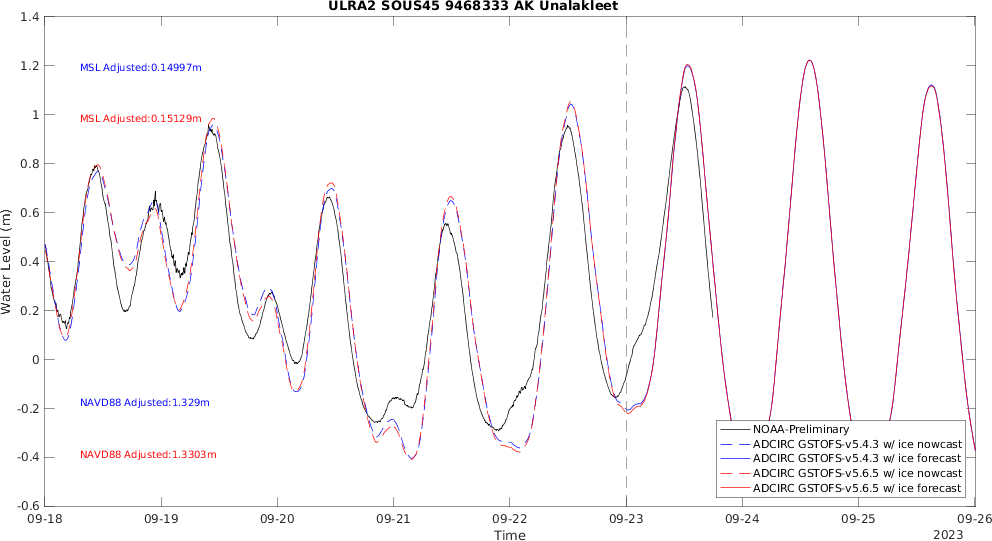 ULRA2 SOUS45 9468333 AK Unalakleet
1.4
1.2
1
0.8
0.6
0.4
0.2
0
-0.2
-0.4
-0.6
Water Level (m)
MSL Adjusted:0.14997m
MSL Adjusted:0.15129m
NAVD88 Adjusted:1.329m
NAVD88 Adjusted:1.3303m
NOAA-Preliminary
ADCIRC GSTOFS-v5.4.3 w/ ice nowcast
ADCIRC GSTOFS-v5.4.3 w/ ice forecast
ADCIRC GSTOFS-v5.6.5 w/ ice nowcast
ADCIRC GSTOFS-v5.6.5 w/ ice forecast
09-18 09-19 09-20 09-21 09-22 09-23 09-24 09-25 09-26
Time
2023